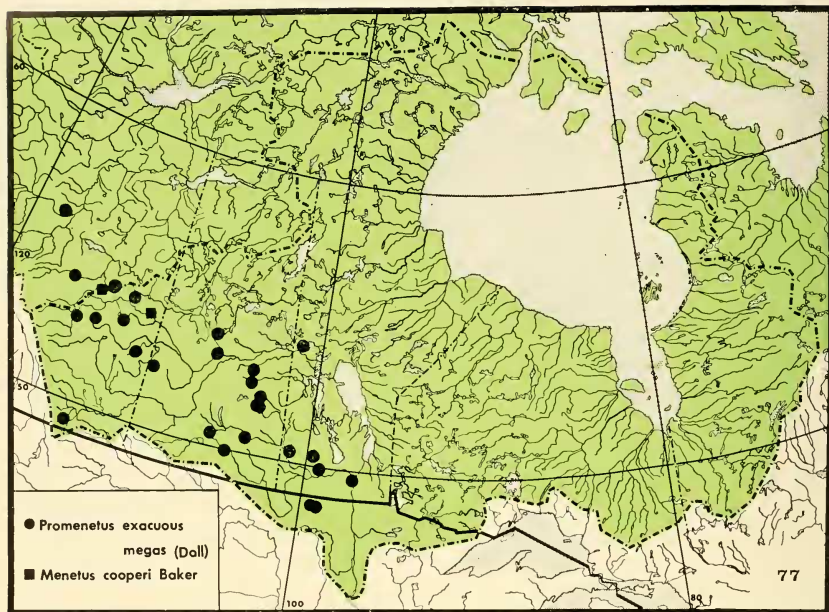 60
120
50
● Promenetus exacuous
megas (Dall)
■ Menetus cooperi Baker
100
80
77